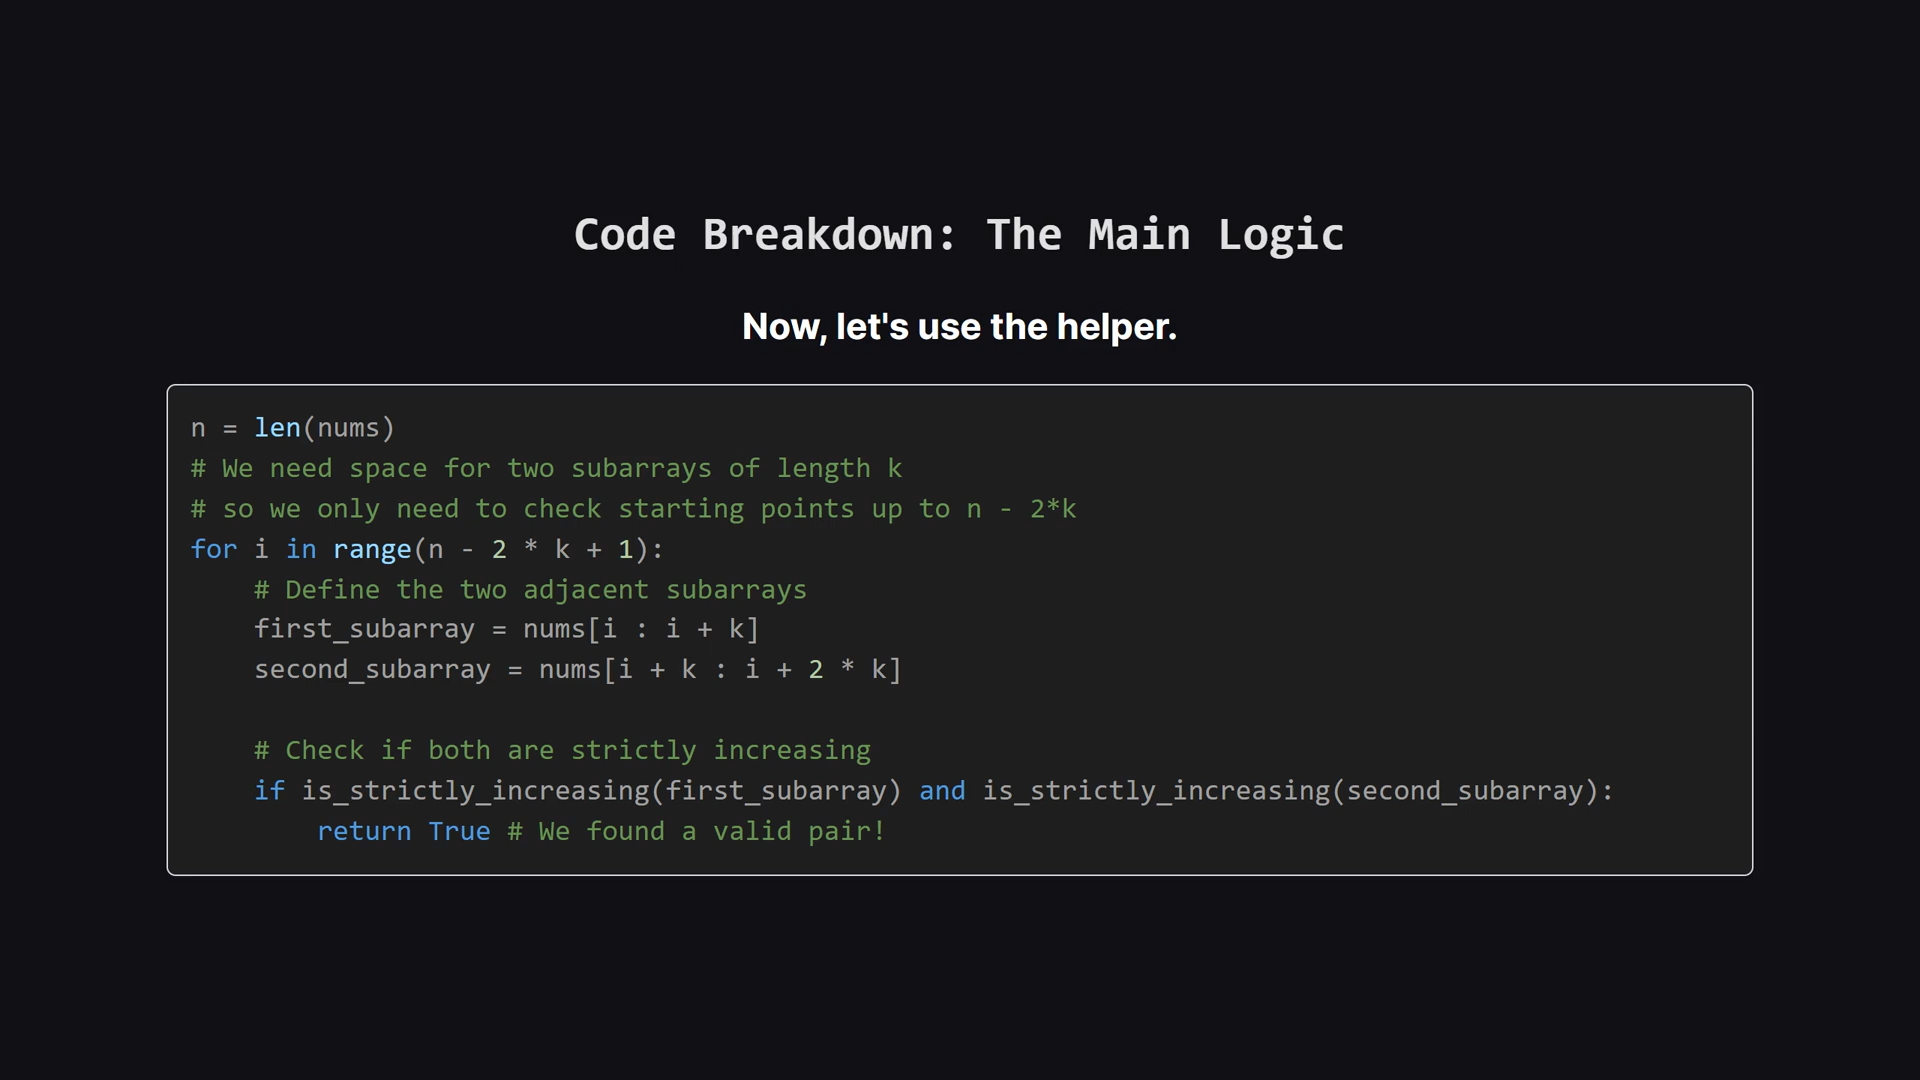 Code Breakdown: The Main Logic
Now, let's use the helper.
n = len(nums)
# We need space for two subarrays of length k
# so we only need to check starting points up to n - 2*k
for i in range(n - 2 * k + 1):
    # Define the two adjacent subarrays
    first_subarray = nums[i : i + k]
    second_subarray = nums[i + k : i + 2 * k]
    # Check if both are strictly increasing
    if is_strictly_increasing(first_subarray) and is_strictly_increasing(second_subarray):
        return True # We found a valid pair!